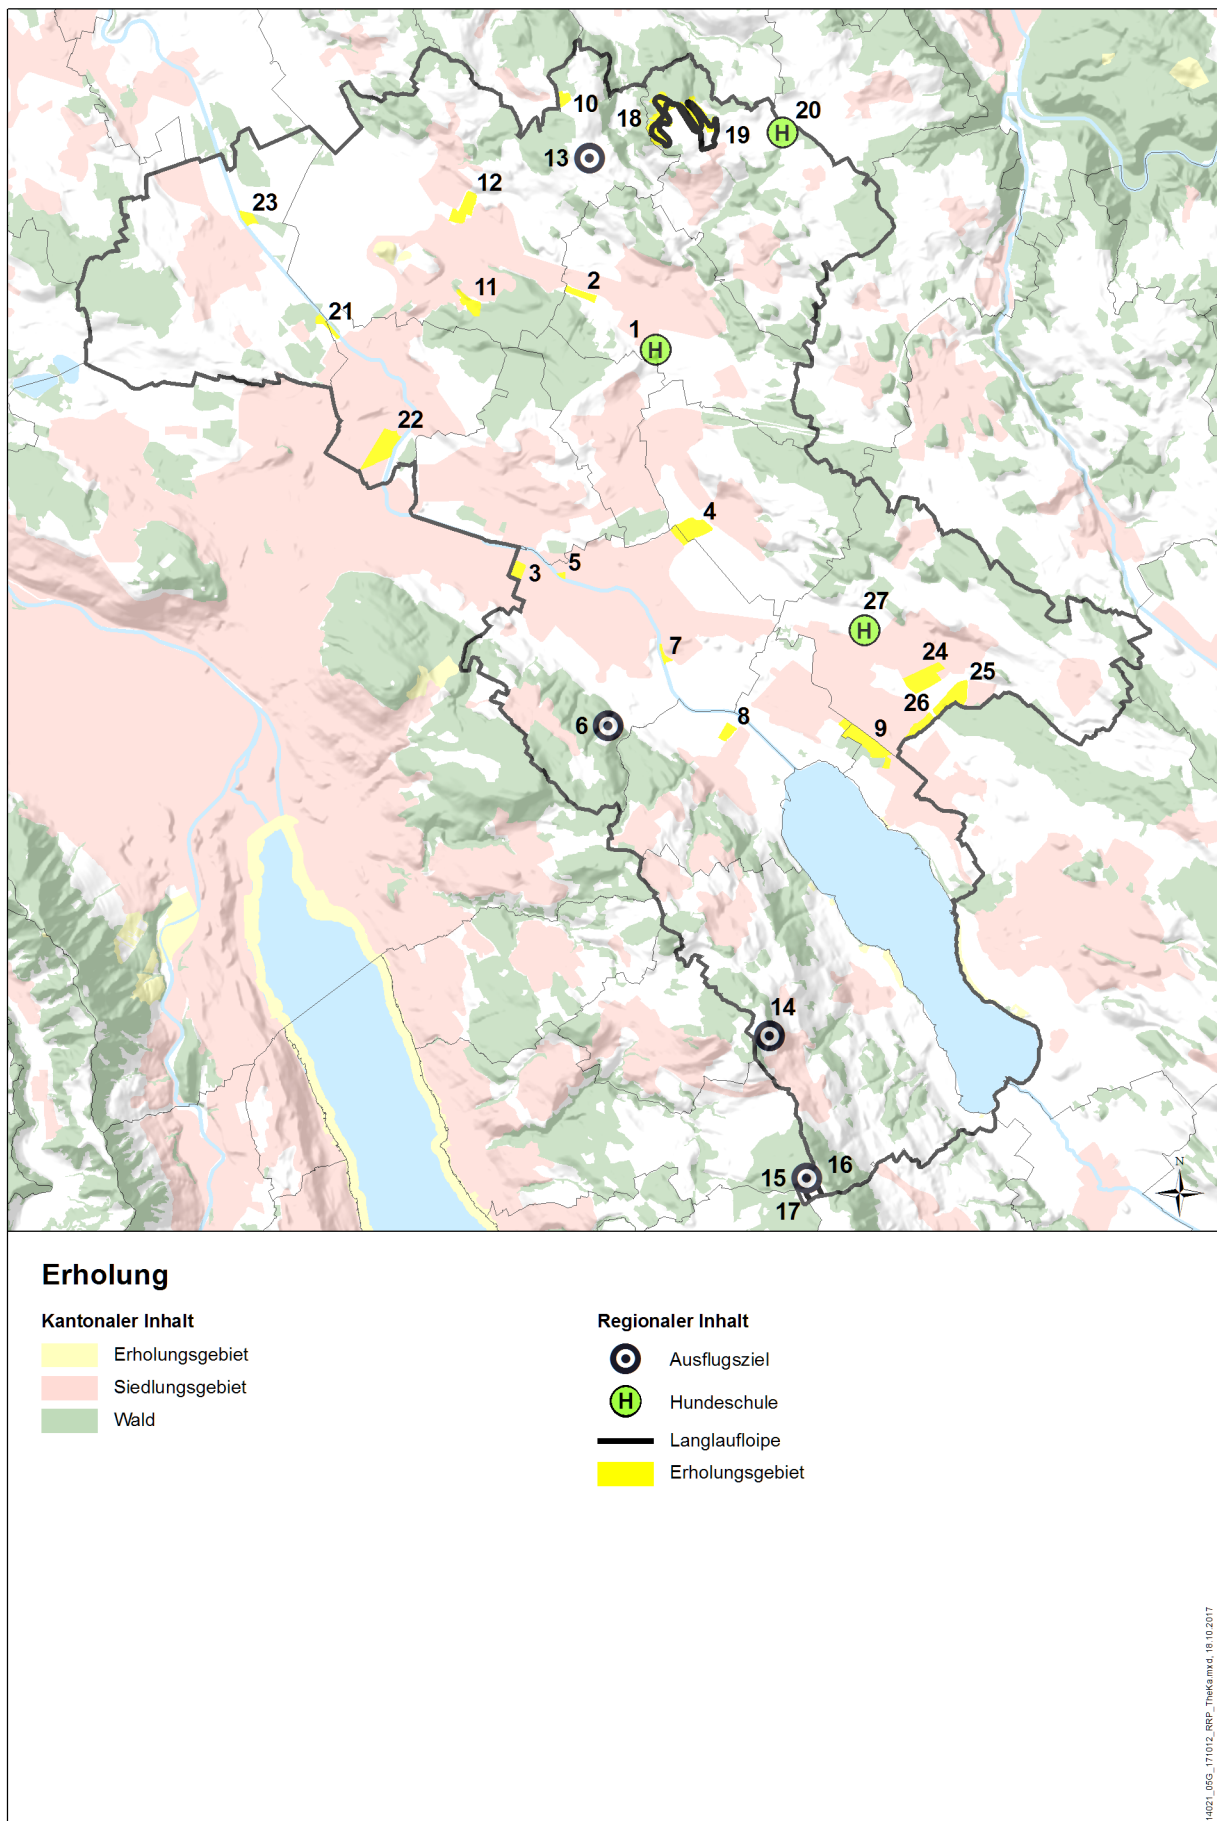 10
18
20
19
13
12
23
11
2
21
1
22
4
3
5
27
7
24
25
26
6
8
9
14
15
16
17
N
Erholung
Kantonaler Inhalt
Erholungsgebiet
Siedlungsgebiet
Wald
Regionaler Inhalt
Ausflugsziel
H Hundeschule
Langlaufloipe
Erholungsgebiet
14021_05G_171012_RRP_TheKa.mxd, 18.10.2017